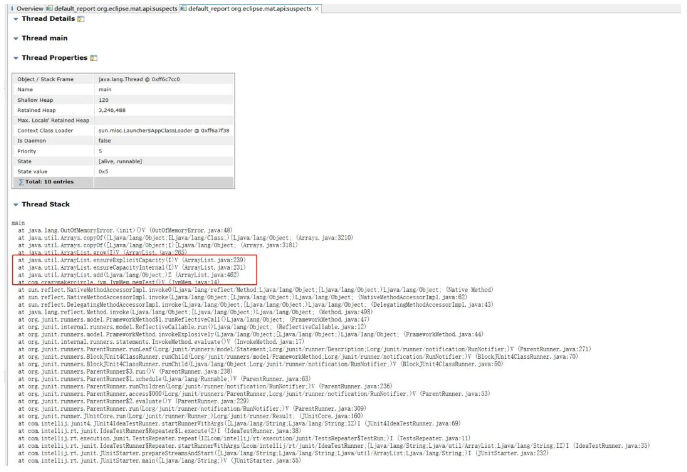 Overview default_report org.eclipse.mat.api:suspects default_report org.eclipse.mat.api:suspects ×
Thread Details
Thread main
Thread Properties
Object / Stack Frame java.lang.Thread @ 0xff6c7cc0
Name main
Shallow Heap 120
Retained Heap 3,246,488
Max. Locals' Retained Heap
Context Class Loader sun.misc.Launcher$AppClassLoader @ 0xff6a7f38
Is Daemon false
Priority 5
State [alive, runnable]
State value 0x5
∑ Total: 10 entries
Thread Stack
main
at java.lang.OutOfMemoryError.<init>()V (OutOfMemoryError.java:48)
at java.util.Arrays.copyOf([Ljava/lang/Object;ILjava/lang/Class;)[Ljava/lang/Object; (Arrays.java:3210)
at java.util.Arrays.copyOf([Ljava/lang/Object;I)[Ljava/lang/Object; (Arrays.java:3181)
at java.util.ArrayList.grow(I)V (ArrayList.java:265)
at java.util.ArrayList.ensureExplicitCapacity(I)V (ArrayList.java:239)
at java.util.ArrayList.ensureCapacityInternal(I)V (ArrayList.java:231)
at java.util.ArrayList.add(Ljava/lang/Object;)Z (ArrayList.java:462)
at com.crazymakercircle.jvm.JvmMem.memTest()V (JvmMem.java:14)
at sun.reflect.NativeMethodAccessorImpl.invoke0(Ljava/lang/reflect/Method;Ljava/lang/Object;[Ljava/lang/Object;)Ljava/lang/Object; (Native Method)
at sun.reflect.NativeMethodAccessorImpl.invoke(Ljava/lang/Object;[Ljava/lang/Object;)Ljava/lang/Object; (NativeMethodAccessorImpl.java:62)
at sun.reflect.DelegatingMethodAccessorImpl.invoke(Ljava/lang/Object;[Ljava/lang/Object;)Ljava/lang/Object; (DelegatingMethodAccessorImpl.java:43)
at java.lang.reflect.Method.invoke(Ljava/lang/Object;[Ljava/lang/Object;)Ljava/lang/Object; (Method.java:498)
at org.junit.runners.model.FrameworkMethod$1.runReflectiveCall()Ljava/lang/Object; (FrameworkMethod.java:47)
at org.junit.internal.runners.model.ReflectiveCallable.run()Ljava/lang/Object; (ReflectiveCallable.java:12)
at org.junit.runners.model.FrameworkMethod.invokeExplosively(Ljava/lang/Object;[Ljava/lang/Object;)Ljava/lang/Object; (FrameworkMethod.java:44)
at org.junit.internal.runners.statements.InvokeMethod.evaluate()V (InvokeMethod.java:17)
at org.junit.runners.ParentRunner.runLeaf(Lorg/junit/runners/model/Statement;Lorg/junit/runner/Description;Lorg/junit/runner/notification/RunNotifier;)V (ParentRunner.java:271)
at org.junit.runners.BlockJUnit4ClassRunner.runChild(Lorg/junit/runners/model/FrameworkMethod;Lorg/junit/runner/notification/RunNotifier;)V (BlockJUnit4ClassRunner.java:70)
at org.junit.runners.BlockJUnit4ClassRunner.runChild(Ljava/lang/Object;Lorg/junit/runner/notification/RunNotifier;)V (BlockJUnit4ClassRunner.java:50)
at org.junit.runners.ParentRunner$3.run()V (ParentRunner.java:238)
at org.junit.runners.ParentRunner$1.schedule(Ljava/lang/Runnable;)V (ParentRunner.java:63)
at org.junit.runners.ParentRunner.runChildren(Lorg/junit/runner/notification/RunNotifier;)V (ParentRunner.java:236)
at org.junit.runners.ParentRunner.access$000(Lorg/junit/runners/ParentRunner;Lorg/junit/runner/notification/RunNotifier;)V (ParentRunner.java:53)
at org.junit.runners.ParentRunner$2.evaluate()V (ParentRunner.java:229)
at org.junit.runners.ParentRunner.run(Lorg/junit/runner/notification/RunNotifier;)V (ParentRunner.java:309)
at org.junit.runner.JUnitCore.run(Lorg/junit/runner/Runner;)Lorg/junit/runner/Result; (JUnitCore.java:160)
at com.intellij.junit4.JUnit4IdeaTestRunner.startRunnerWithArgs([Ljava/lang/String;Ljava/lang/String;IZ)I (JUnit4IdeaTestRunner.java:69)
at com.intellij.rt.junit.IdeaTestRunner$Repeater$1.execute(Z)I (IdeaTestRunner.java:38)
at com.intellij.rt.execution.junit.TestsRepeater.repeat(IZLcom/intellij/rt/execution/junit/TestsRepeater$TestRun;)I (TestsRepeater.java:11)
at com.intellij.rt.junit.IdeaTestRunner$Repeater.startRunnerWithArgs(Lcom/intellij/rt/junit/IdeaTestRunner;[Ljava/lang/String;Ljava/util/ArrayList;Ljava/lang/String;IZ)I (IdeaTestRunner.java:35)
at com.intellij.rt.junit.JUnitStarter.prepareStreamsAndStart([Ljava/lang/String;Ljava/lang/String;Ljava/util/ArrayList;Ljava/lang/String;)I (JUnitStarter.java:232)
at com.intellij.rt.junit.JUnitStarter.main([Ljava/lang/String;)V (JUnitStarter.java:55)